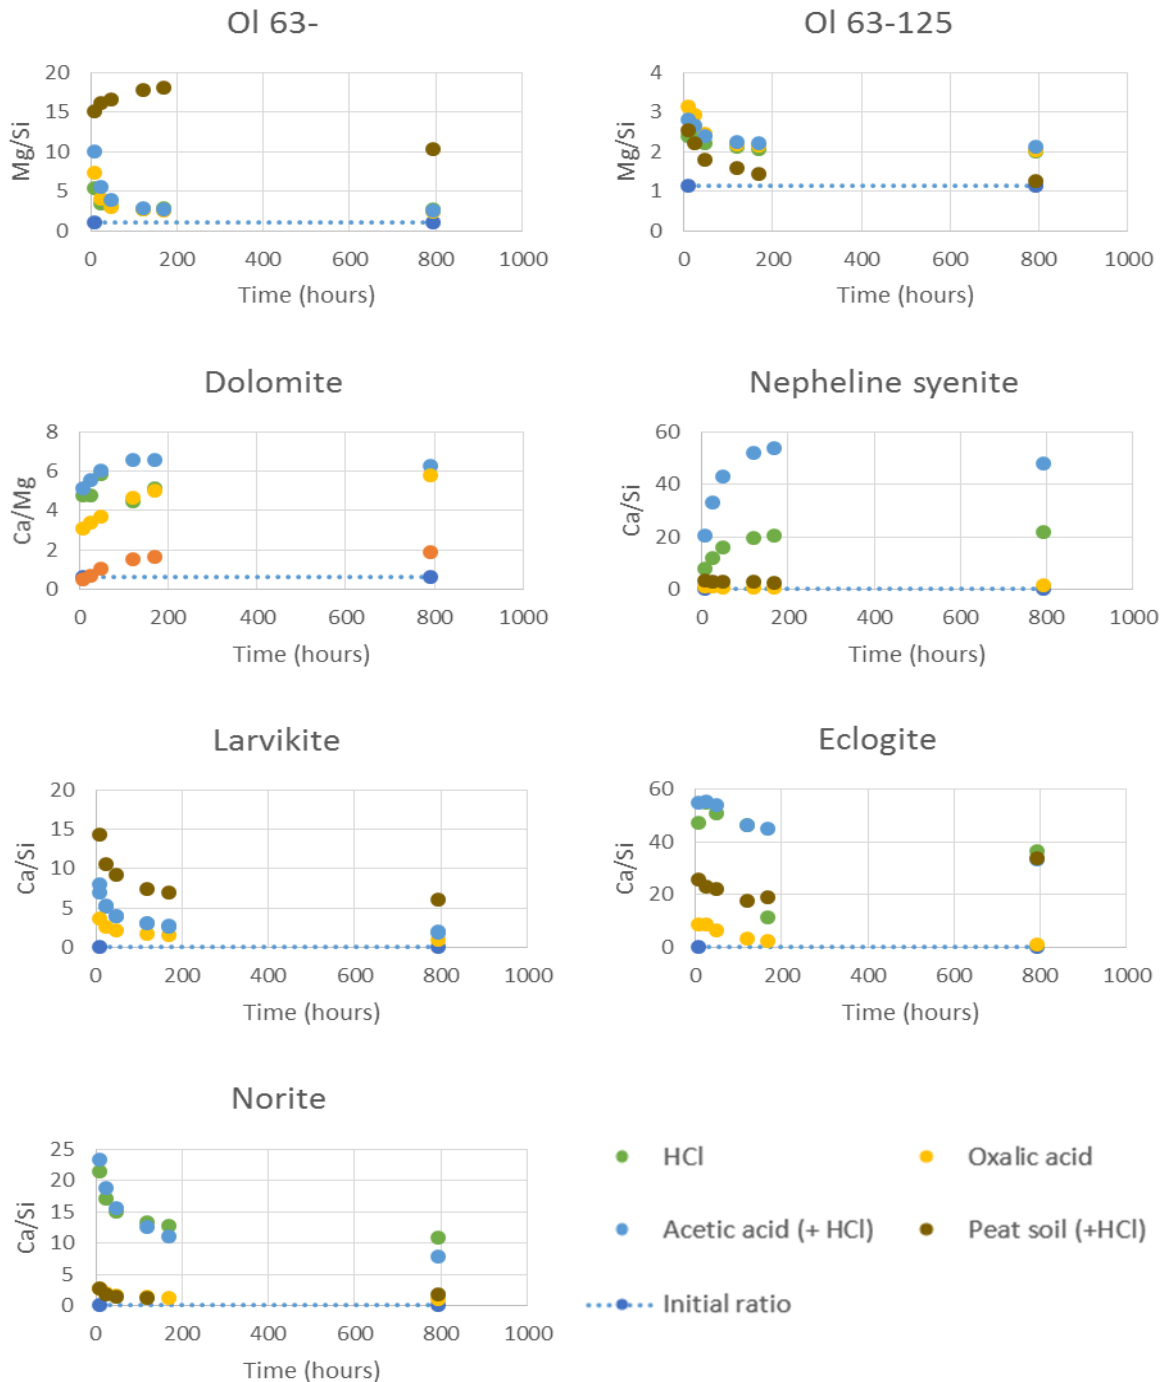 Ol 63-
Ol 63-125
20
15
10
5
0
Mg/Si
0 200 400 600 800 1000
Time (hours)
4
3
2
1
0
Mg/Si
0 200 400 600 800 1000
Time (hours)
Dolomite
Nepheline syenite
8
6
4
2
0
Ca/Mg
0 200 400 600 800 1000
Time (hours)
60
40
20
0
Ca/Si
0 200 400 600 800 1000
Time (hours)
Larvikite
Eclogite
20
15
10
5
0
Ca/Si
0 200 400 600 800 1000
Time (hours)
60
40
20
0
Ca/Si
0 200 400 600 800 1000
Time (hours)
Norite
25
20
15
10
5
0
Ca/Si
0 200 400 600 800 1000
Time (hours)
HCl
Oxalic acid
Acetic acid (+ HCl)
Peat soil (+HCl)
Initial ratio